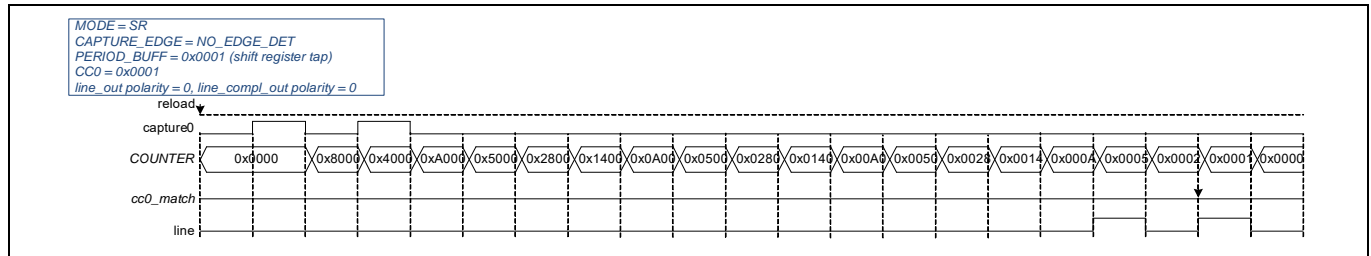 MODE = SR
CAPTURE_EDGE = NO_EDGE_DET
PERIOD_BUFF = 0x0001 (shift register tap)
CC0 = 0x0001
line_out polarity = 0, line_compl_out polarity = 0
reload
capture0
COUNTER 0x0000 0x8000 0x4000 0xA000 0x5000 0x2800 0x1400 0x0A00 0x0500 0x0280 0x0140 0x00A0 0x0050 0x0028 0x0014 0x000A 0x0005 0x0002 0x0001 0x0000
cc0_match
line